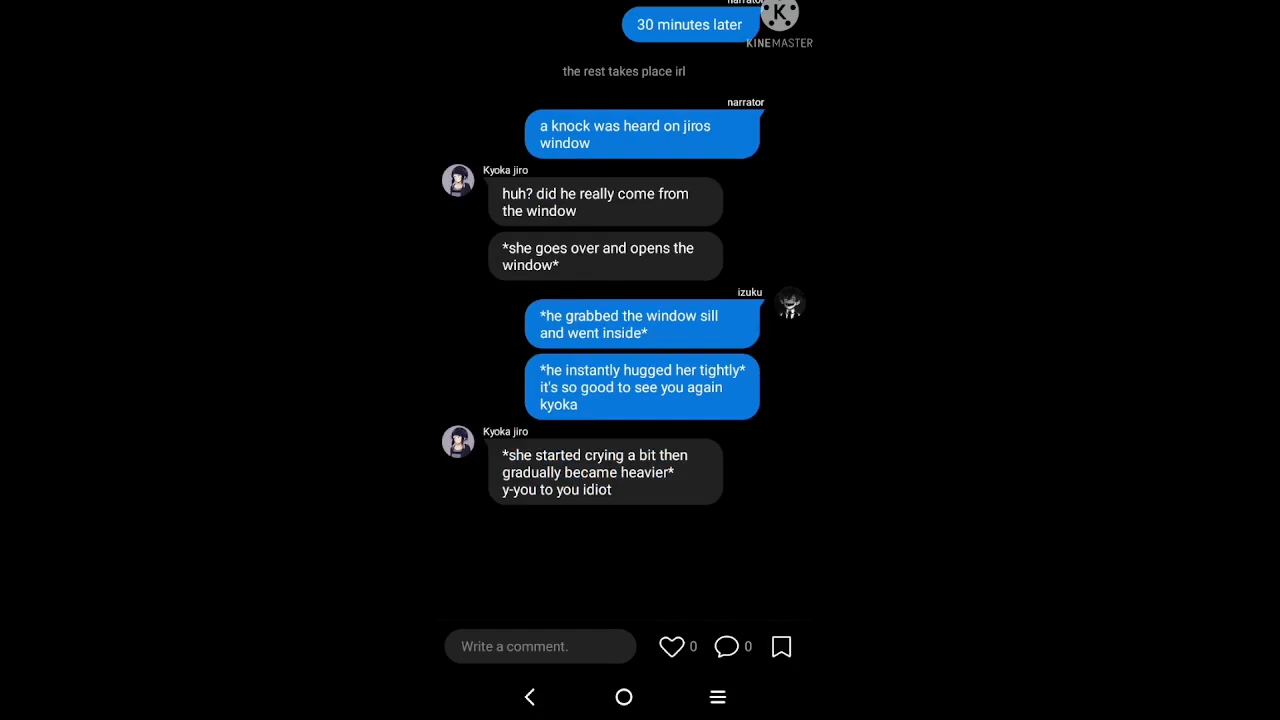 narrator
30 minutes later
K
KINEMASTER
the rest takes place irl
narrator
a knock was heard on jiros
window
Kyoka jiro
huh? did he really come from
the window
*she goes over and opens the
window*
izuku
*he grabbed the window sill
and went inside*
*he instantly hugged her tightly*
it's so good to see you again
kyoka
Kyoka jiro
*she started crying a bit then
gradually became heavier*
y-you to you idiot
Write a comment.
0
0